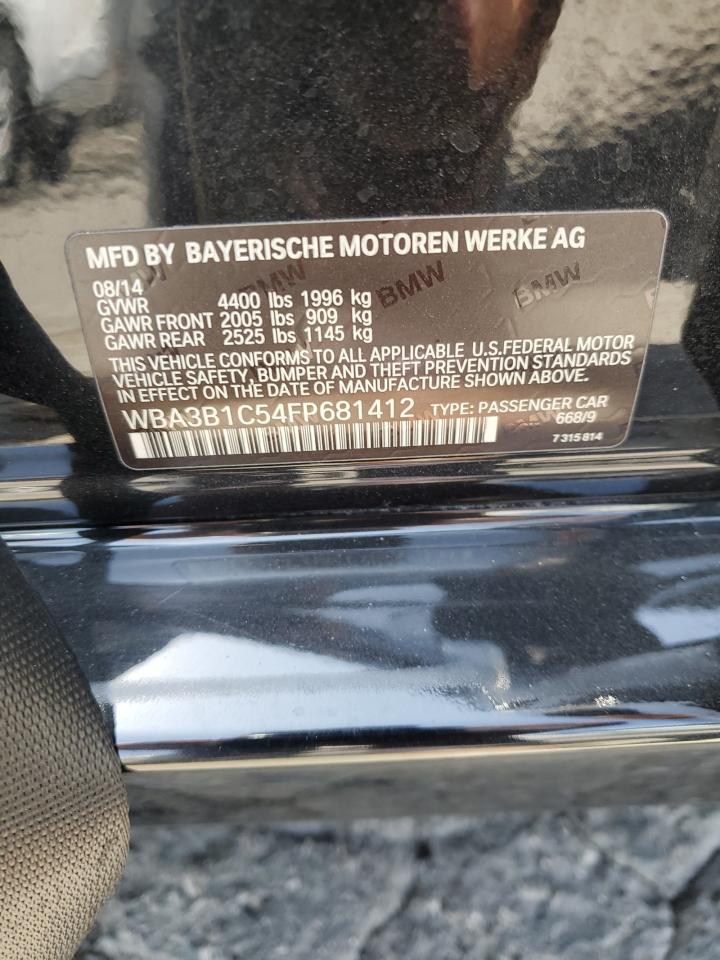 MFD BY BAYERISCHE MOTOREN WERKE AG
08/14
GVWR 4400 lbs 1996 kg
GAWR FRONT 2005 lbs 909 kg
GAWR REAR 2525 lbs 1145 kg
THIS VEHICLE CONFORMS TO ALL APPLICABLE U.S.FEDERAL MOTOR
VEHICLE SAFETY, BUMPER AND THEFT PREVENTION STANDARDS
IN EFFECT ON THE DATE OF MANUFACTURE SHOWN ABOVE.
WBA3B1C54FP681412 TYPE: PASSENGER CAR
668/9
7 315 814
BMW BMW BMW